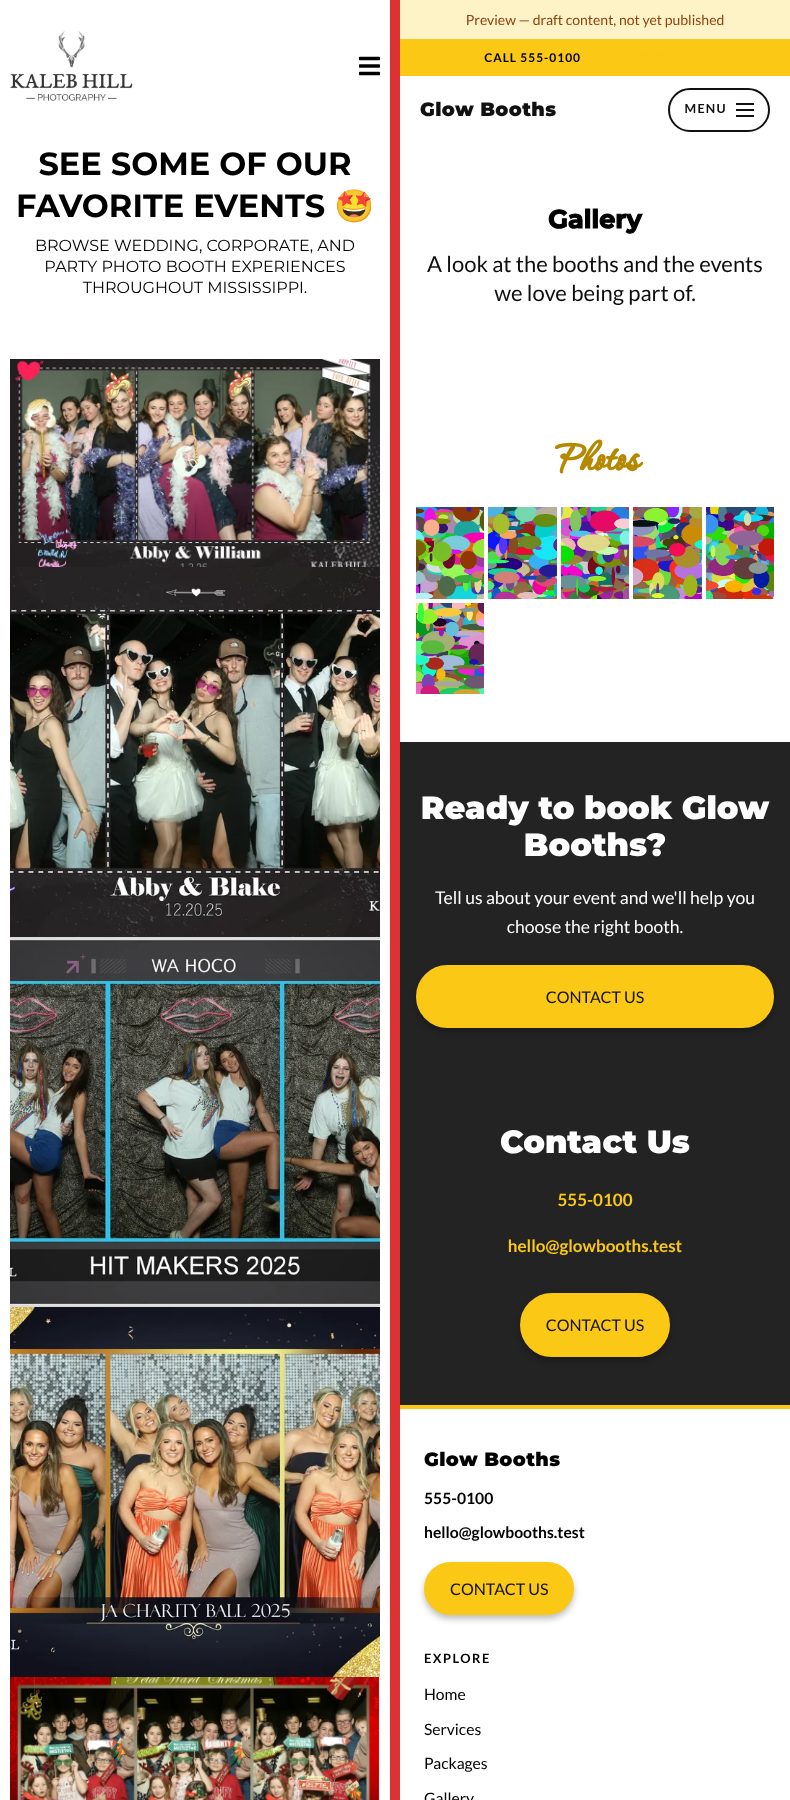 KALEB HILL
PHOTOGRAPHY
SEE SOME OF OUR
FAVORITE EVENTS 🤩
BROWSE WEDDING, CORPORATE, AND
PARTY PHOTO BOOTH EXPERIENCES
THROUGHOUT MISSISSIPPI.
Abby & William
KALEB HILL
Abby & Blake
12.20.25
K
WA HOCO
L
HIT MAKERS 2025
JA CHARITY BALL 2025
L
Preview — draft content, not yet published
CALL 555-0100
Glow Booths
MENU
Gallery
A look at the booths and the events
we love being part of.
Photos
Ready to book Glow
Booths?
Tell us about your event and we'll help you
choose the right booth.
CONTACT US
Contact Us
555-0100
hello@glowbooths.test
CONTACT US
Glow Booths
555-0100
hello@glowbooths.test
CONTACT US
EXPLORE
Home
Services
Packages
Gallery